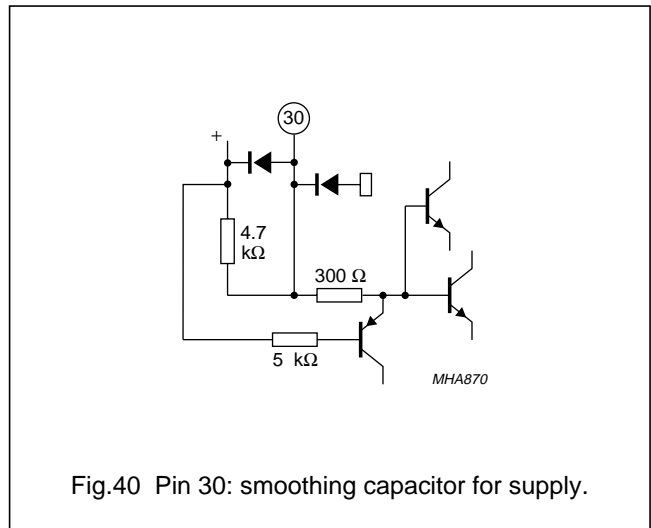 30
+
4.7
kΩ
300 Ω
5 kΩ
MHA870
Fig.40 Pin 30: smoothing capacitor for supply.